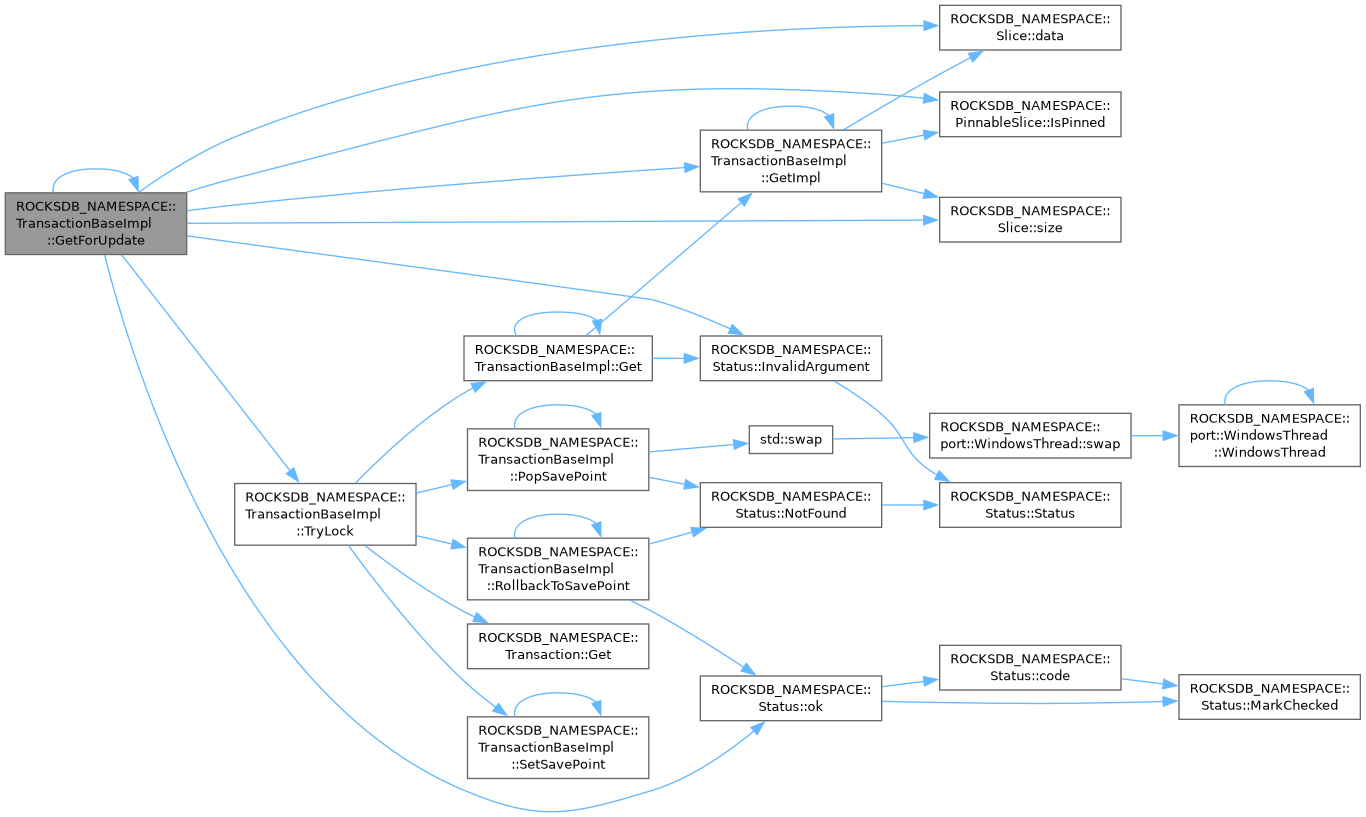 ROCKSDB_NAMESPACE::
TransactionBaseImpl
::GetForUpdate
ROCKSDB_NAMESPACE::
Slice::data
ROCKSDB_NAMESPACE::
PinnableSlice::IsPinned
ROCKSDB_NAMESPACE::
TransactionBaseImpl
::GetImpl
ROCKSDB_NAMESPACE::
Slice::size
ROCKSDB_NAMESPACE::
TransactionBaseImpl::Get
ROCKSDB_NAMESPACE::
Status::InvalidArgument
ROCKSDB_NAMESPACE::
TransactionBaseImpl
::PopSavePoint
std::swap
ROCKSDB_NAMESPACE::
port::WindowsThread::swap
ROCKSDB_NAMESPACE::
port::WindowsThread
::WindowsThread
ROCKSDB_NAMESPACE::
TransactionBaseImpl
::TryLock
ROCKSDB_NAMESPACE::
Status::NotFound
ROCKSDB_NAMESPACE::
Status::Status
ROCKSDB_NAMESPACE::
TransactionBaseImpl
::RollbackToSavePoint
ROCKSDB_NAMESPACE::
Transaction::Get
ROCKSDB_NAMESPACE::
Status::ok
ROCKSDB_NAMESPACE::
Status::code
ROCKSDB_NAMESPACE::
Status::MarkChecked
ROCKSDB_NAMESPACE::
TransactionBaseImpl
::SetSavePoint